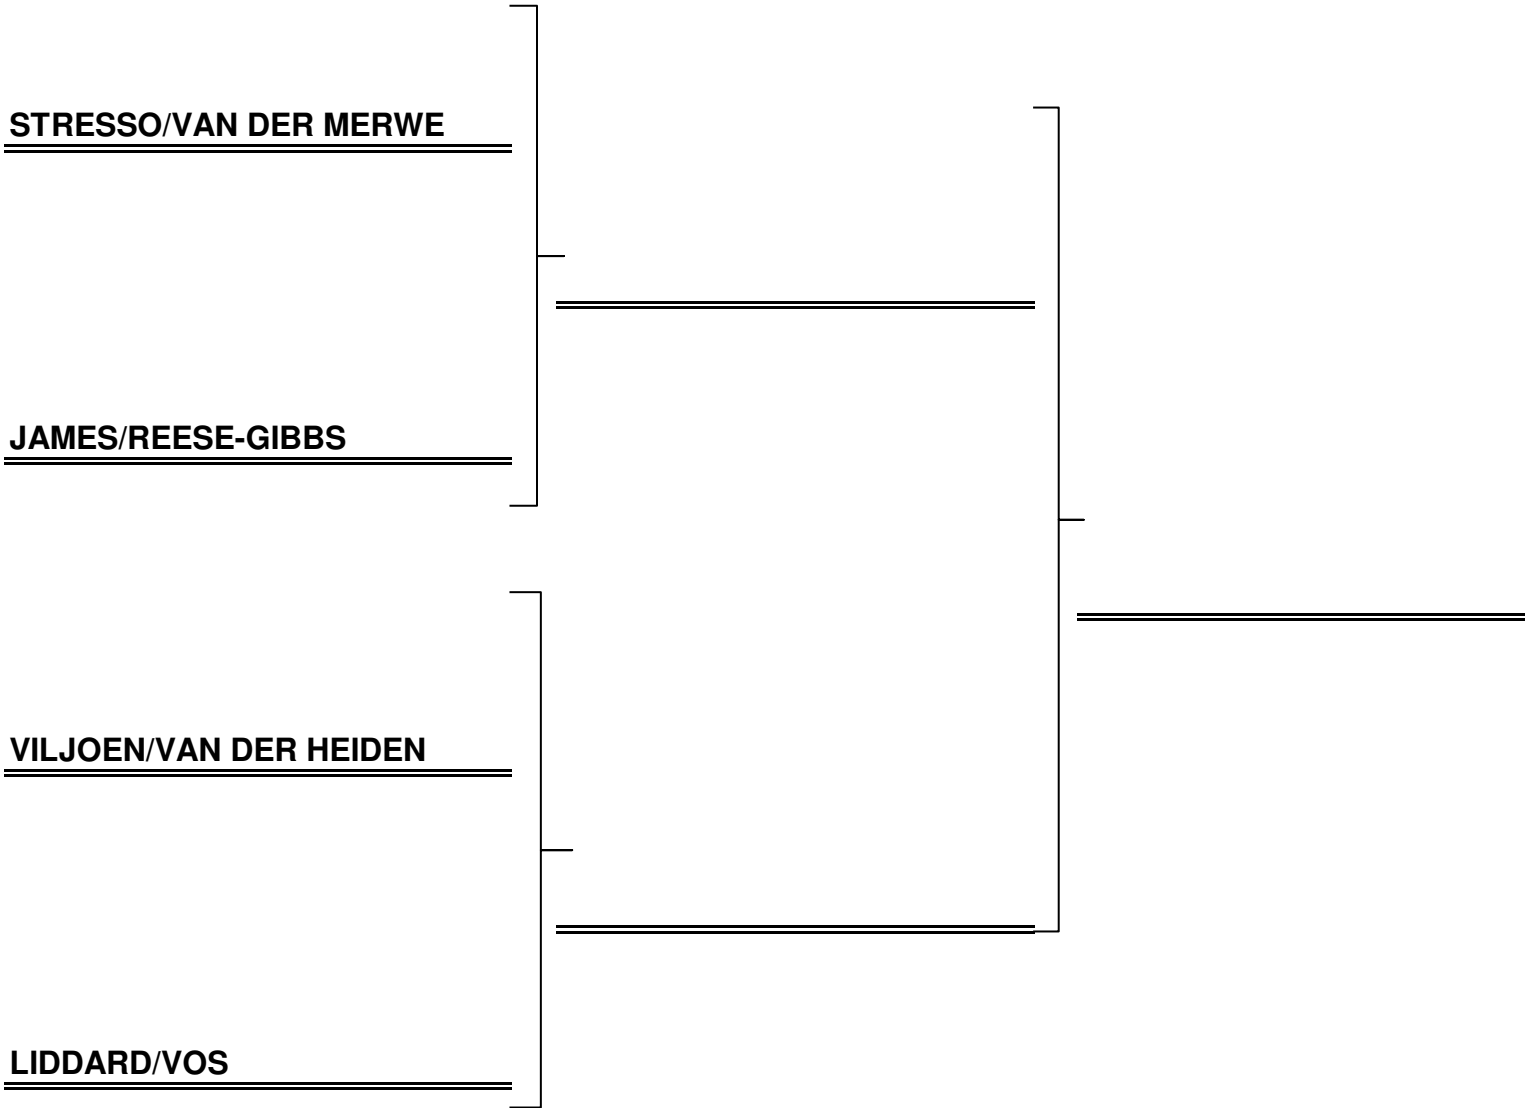 STRESSO/VAN DER MERWE
JAMES/REESE-GIBBS
VILJOEN/VAN DER HEIDEN
LIDDARD/VOS